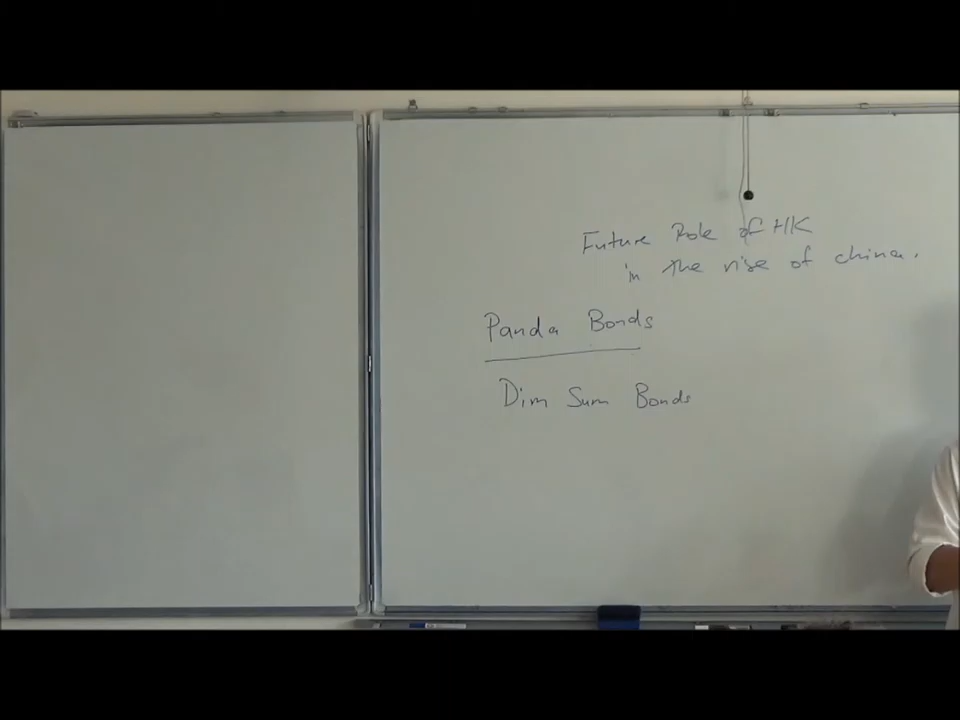 Future Role of HK
in the rise of china.
Panda Bonds
Dim Sum Bonds